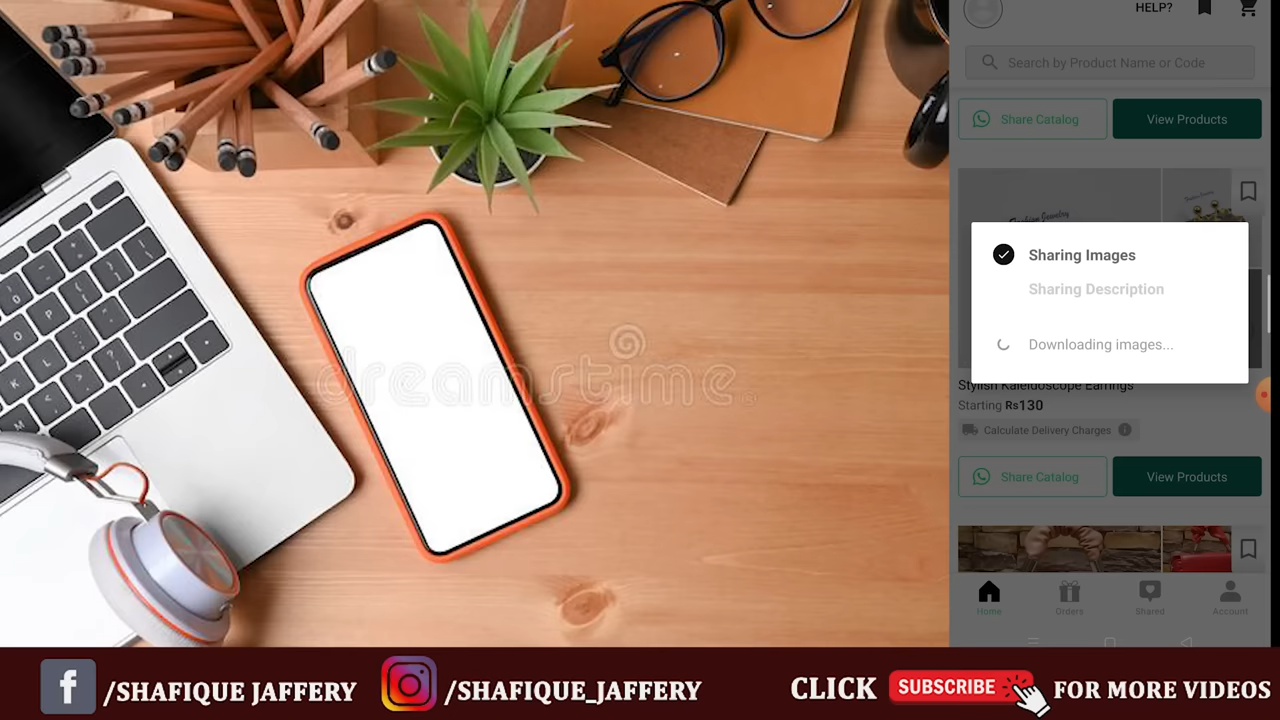 HELP?
Search by Product Name or Code
Share Catalog
View Products
Sharing Images
Sharing Description
Downloading images...
Stylish Kaleidoscope Earrings
Starting Rs130
Calculate Delivery Charges
Share Catalog
View Products
Home
Orders
Shared
Account
dreamstime
/SHAFIQUE JAFFERY
/SHAFIQUE_JAFFERY
CLICK SUBSCRIBE FOR MORE VIDEOS